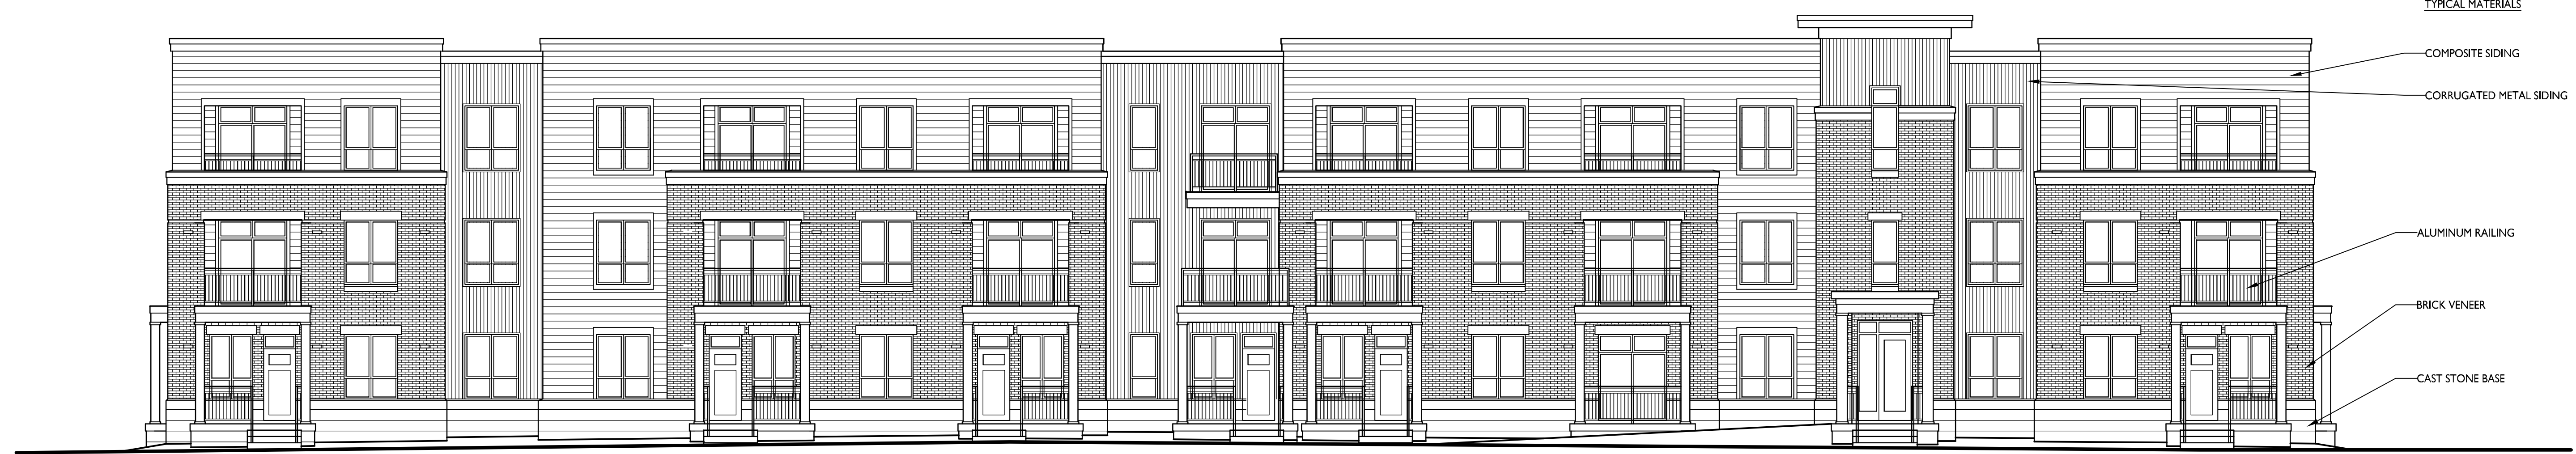 TYPICAL MATERIALS
COMPOSITE SIDING
CORRUGATED METAL SIDING
ALUMINUM RAILING
BRICK VENEER
CAST STONE BASE